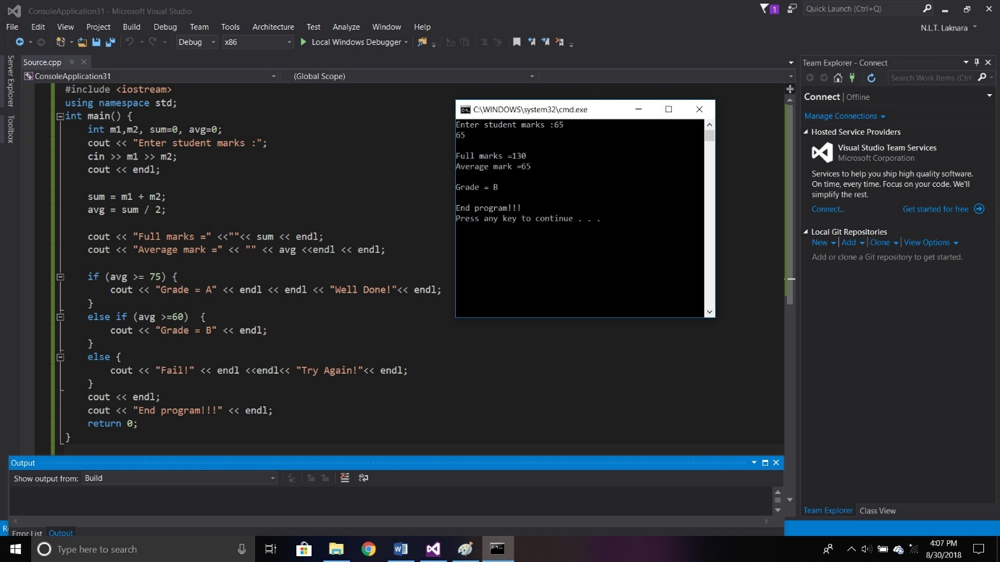 ConsoleApplication31 - Microsoft Visual Studio
1
Quick Launch (Ctrl+Q)
File Edit View Project Build Debug Team Tools Architecture Test Analyze Window Help
N.L.T. Laknara
Debug x86 Local Windows Debugger
Server Explorer
Toolbox
Source.cpp
ConsoleApplication31
(Global Scope)
#include <iostream>
using namespace std;
int main() {
int m1,m2, sum=0, avg=0;
cout << "Enter student marks :";
cin >> m1 >> m2;
cout << endl;
sum = m1 + m2;
avg = sum / 2;
cout << "Full marks =" <<""<< sum << endl;
cout << "Average mark =" << "" << avg <<endl << endl;
if (avg >= 75) {
cout << "Grade = A" << endl << endl << "Well Done!"<< endl;
}
else if (avg >=60)  {
cout << "Grade = B" << endl;
}
else {
cout << "Fail!" << endl <<endl<< "Try Again!"<< endl;
}
cout << endl;
cout << "End program!!!" << endl;
return 0;
}
C:\WINDOWS\system32\cmd.exe
Enter student marks :65
65
Full marks =130
Average mark =65
Grade = B
End program!!!
Press any key to continue . . .
Team Explorer - Connect
Search Work Items (Ctrl-
Connect | Offline
Manage Connections
Hosted Service Providers
Visual Studio Team Services
Microsoft Corporation
Services to help you ship high quality software.
On time, every time. Focus on your code. We'll
simplify the rest.
Connect... Get started for free
Local Git Repositories
New | Add | Clone | View Options
Add or clone a Git repository to get started.
Team Explorer Class View
Output
Show output from: Build
Error List Output
Type here to search
4:07 PM
8/30/2018